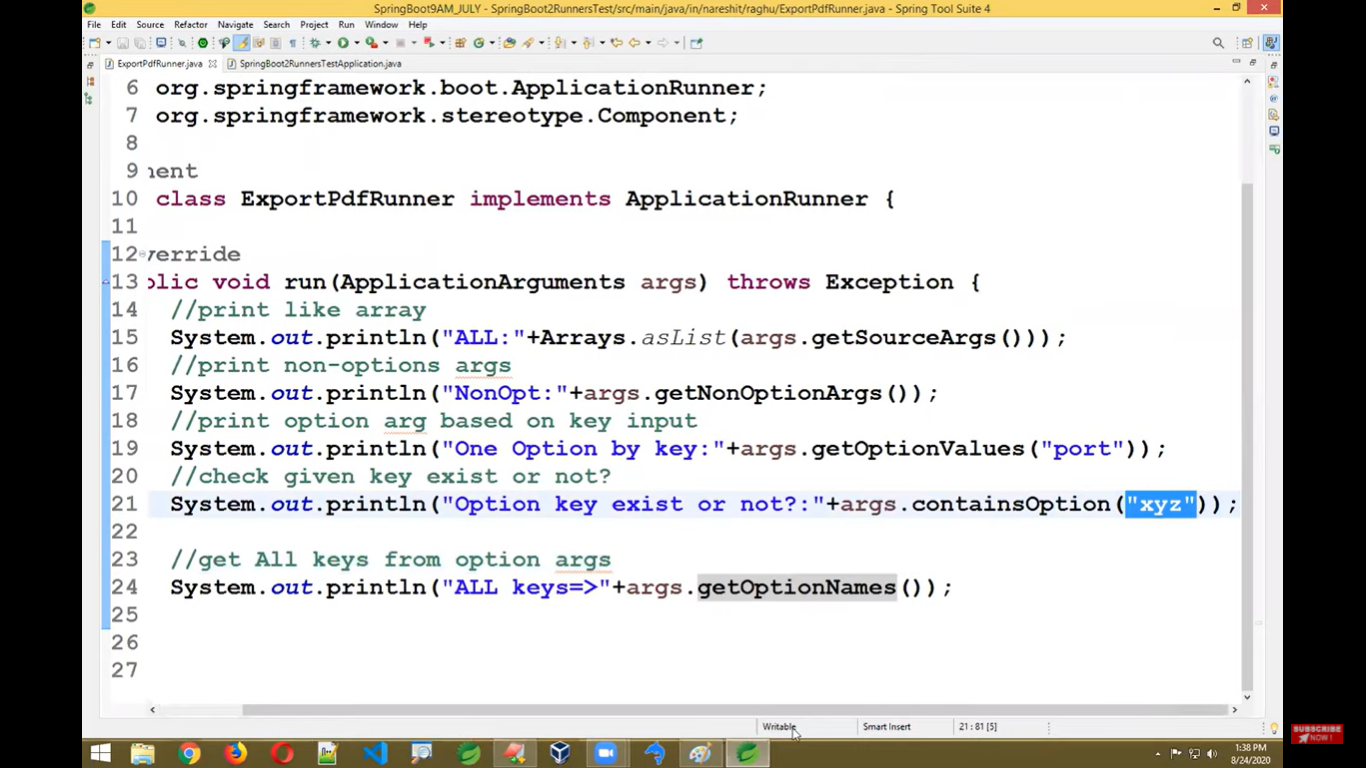 SpringBoot9AM_JULY - SpringBoot2RunnersTest/src/main/java/in/nareshit/raghu/ExportPdfRunner.java - Spring Tool Suite 4
File Edit Source Refactor Navigate Search Project Run Window Help
ExportPdfRunner.java SpringBoot2RunnersTestApplication.java
6 org.springframework.boot.ApplicationRunner;
7 org.springframework.stereotype.Component;
8
9 nent
10 class ExportPdfRunner implements ApplicationRunner {
11
12 verride
13 blic void run(ApplicationArguments args) throws Exception {
14 //print like array
15 System.out.println("ALL:"+Arrays.asList(args.getSourceArgs()));
16 //print non-options args
17 System.out.println("NonOpt:"+args.getNonOptionArgs());
18 //print option arg based on key input
19 System.out.println("One Option by key:"+args.getOptionValues("port"));
20 //check given key exist or not?
21 System.out.println("Option key exist or not?:"+args.containsOption("xyz"));
22
23 //get All keys from option args
24 System.out.println("ALL keys=>"+args.getOptionNames());
25
26
27
Writable Smart Insert 21 : 81 [5]
SUBSCRIBE
NOW !
1:38 PM
8/24/2020